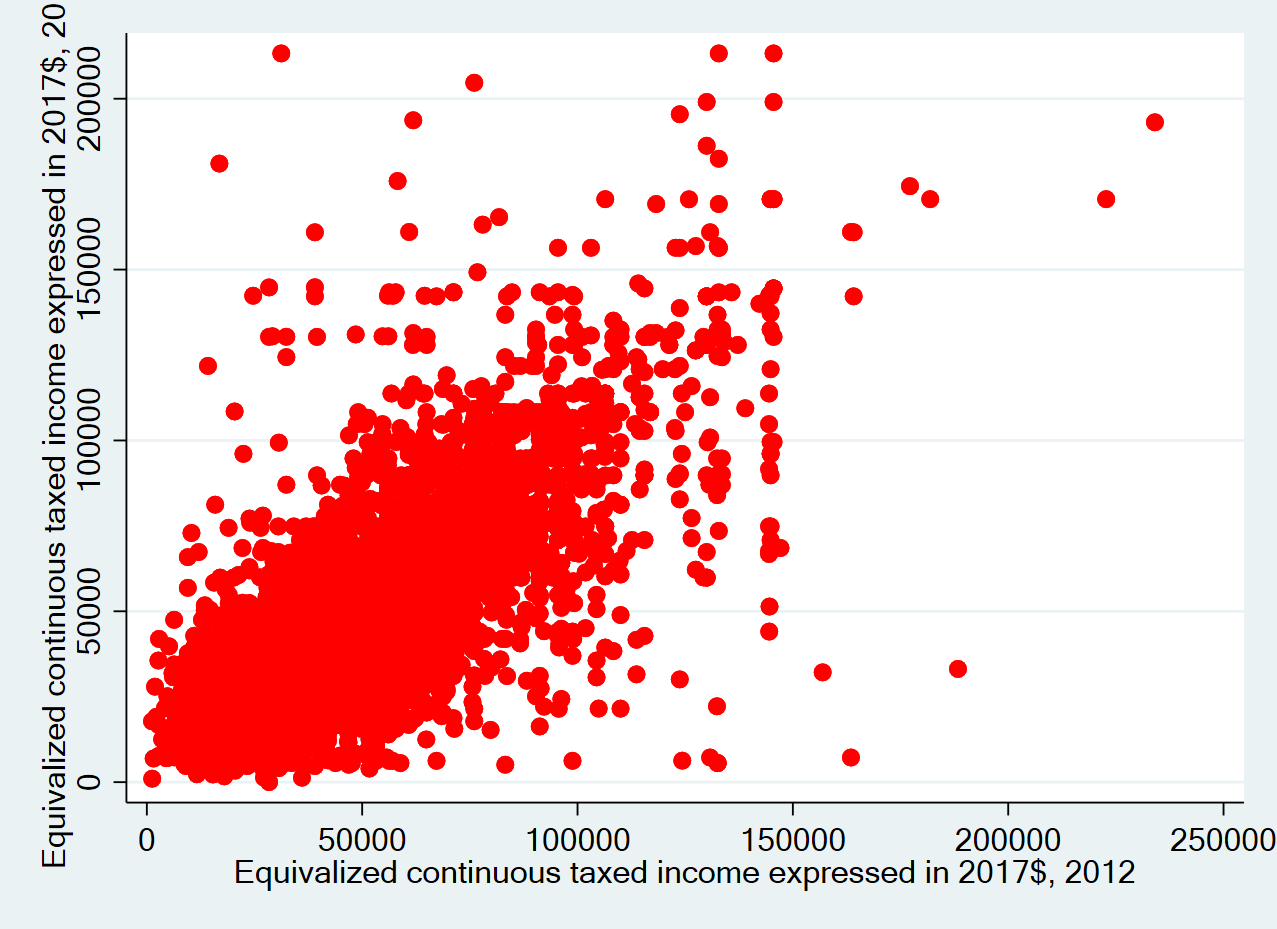 Equivalized continuous taxed income expressed in 2017$, 20
200000
150000
100000
50000
0
0 50000 100000 150000 200000 250000
Equivalized continuous taxed income expressed in 2017$, 2012